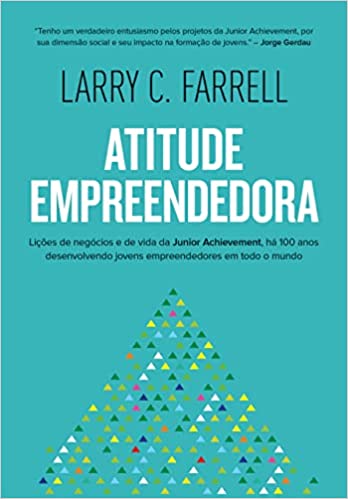 "Tenho um verdadeiro entusiasmo pelos projetos da Junior Achievement, por
sua dimensão social e seu impacto na formação de jovens." – Jorge Gerdau
LARRY C. FARRELL
ATITUDE
EMPREENDEDORA
Lições de negócios e de vida da Junior Achievement, há 100 anos
desenvolvendo jovens empreendedores em todo o mundo